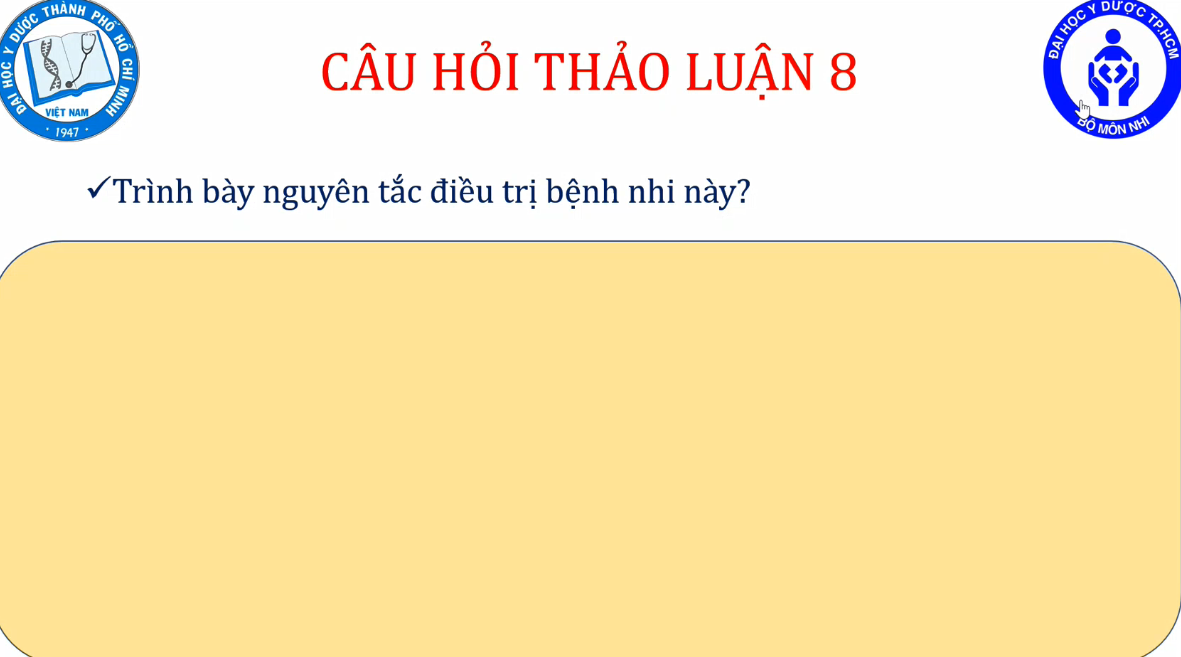 ĐẠI HỌC Y DƯỢC THÀNH PHỐ HỒ CHÍ MINH
VIỆT NAM
• 1947 •
CÂU HỎI THẢO LUẬN 8
ĐẠI HỌC Y DƯỢC TP.HCM
BỘ MÔN NHI
✓Trình bày nguyên tắc điều trị bệnh nhi này?